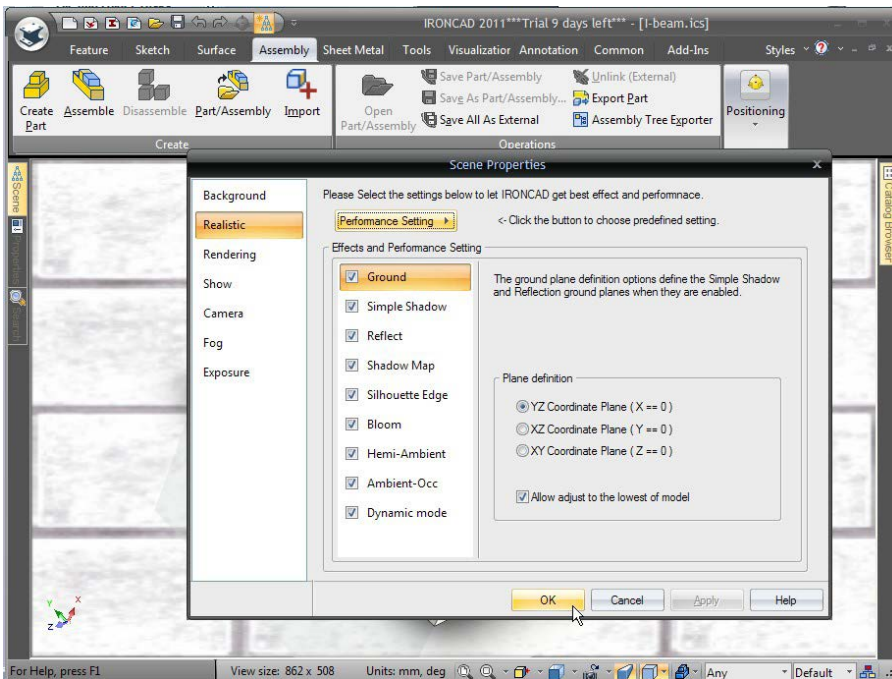 IRONCAD 2011***Trial 9 days left*** - [I-beam.ics]
Feature Sketch Surface Assembly Sheet Metal Tools Visualization Annotation Common Add-Ins Styles
Create Part
Assemble
Disassemble
Part/Assembly
Import
Create
Open Part/Assembly
Save Part/Assembly
Save As Part/Assembly...
Save All As External
Unlink (External)
Export Part
Assembly Tree Exporter
Operations
Positioning
Scene
Properties
Search
Catalog Browser
Scene Properties
x
Background
Realistic
Rendering
Show
Camera
Fog
Exposure
Please Select the settings below to let IRONCAD get best effect and perfomnace.
Performance Setting
<- Click the button to choose predefined setting.
Effects and Performance Setting
Ground
Simple Shadow
Reflect
Shadow Map
Silhouette Edge
Bloom
Hemi-Ambient
Ambient-Occ
Dynamic mode
The ground plane definition options define the Simple Shadow
and Reflection ground planes when they are enabled.
Plane definition
YZ Coordinate Plane ( X == 0 )
XZ Coordinate Plane ( Y == 0 )
XY Coordinate Plane ( Z == 0 )
Allow adjust to the lowest of model
OK Cancel Apply Help
Y X
Z
For Help, press F1 View size: 862 x 508 Units: mm, deg Any Default